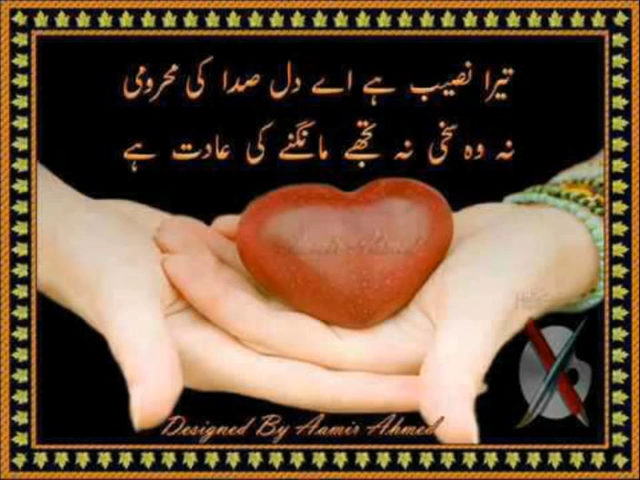 تیرا نصیب ہے اے دل صدا کی محرومی
نہ وہ سخی نہ تجھے مانگنے کی عادت ہے
Designed By Aamir Ahmed